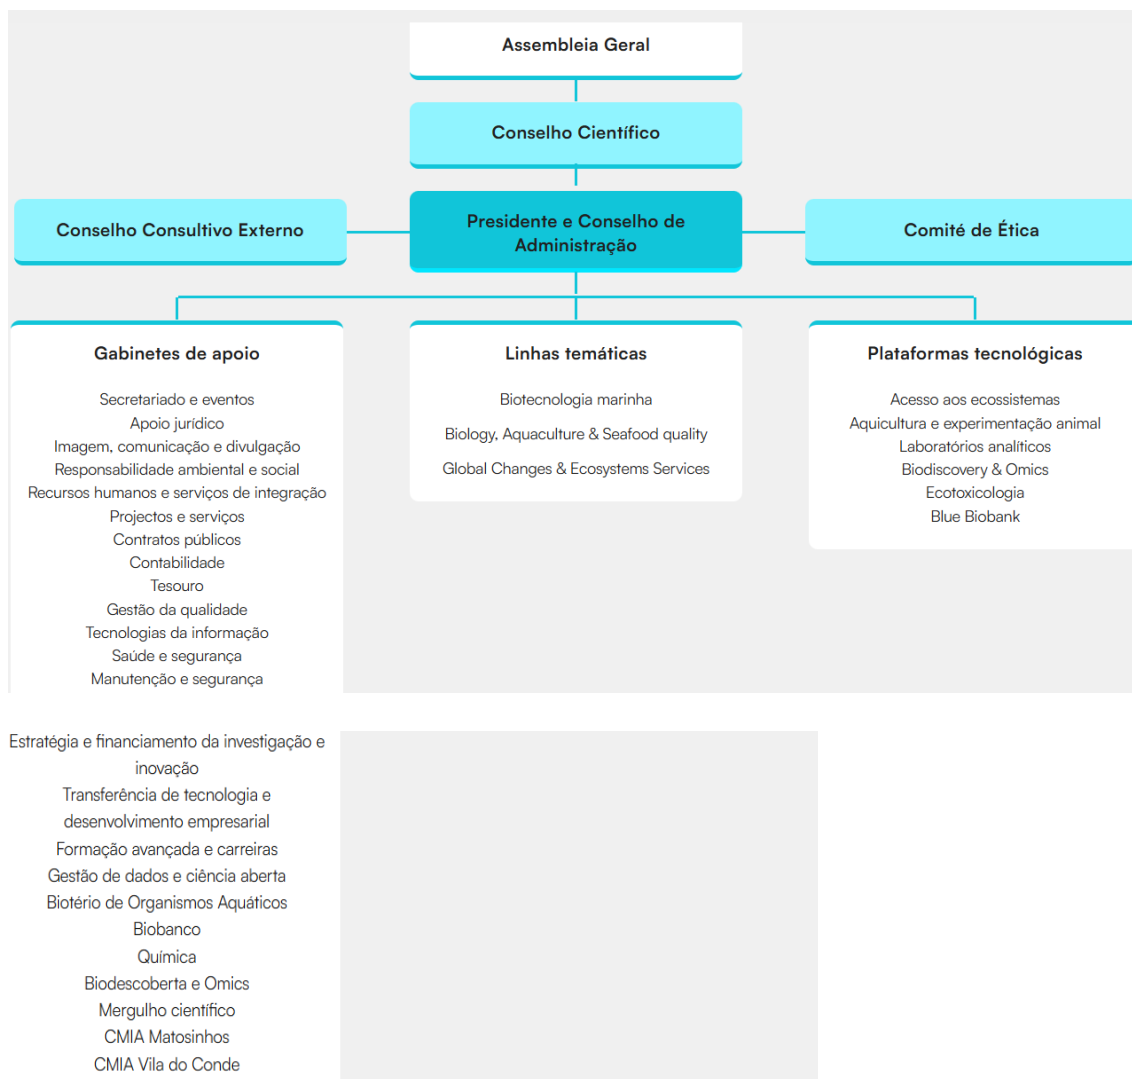 Assembleia Geral
Conselho Científico
Conselho Consultivo Externo
Presidente e Conselho de
Administração
Comité de Ética
Gabinetes de apoio
Secretariado e eventos
Apoio jurídico
Imagem, comunicação e divulgação
Responsabilidade ambiental e social
Recursos humanos e serviços de integração
Projectos e serviços
Contratos públicos
Contabilidade
Tesouro
Gestão da qualidade
Tecnologias da informação
Saúde e segurança
Manutenção e segurança
Estratégia e financiamento da investigação e
inovação
Transferência de tecnologia e
desenvolvimento empresarial
Formação avançada e carreiras
Gestão de dados e ciência aberta
Biotério de Organismos Aquáticos
Biobanco
Química
Biodescoberta e Omics
Mergulho científico
CMIA Matosinhos
CMIA Vila do Conde
Linhas temáticas
Biotecnologia marinha
Biology, Aquaculture & Seafood quality
Global Changes & Ecosystems Services
Plataformas tecnológicas
Acesso aos ecossistemas
Aquicultura e experimentação animal
Laboratórios analíticos
Biodiscovery & Omics
Ecotoxicologia
Blue Biobank